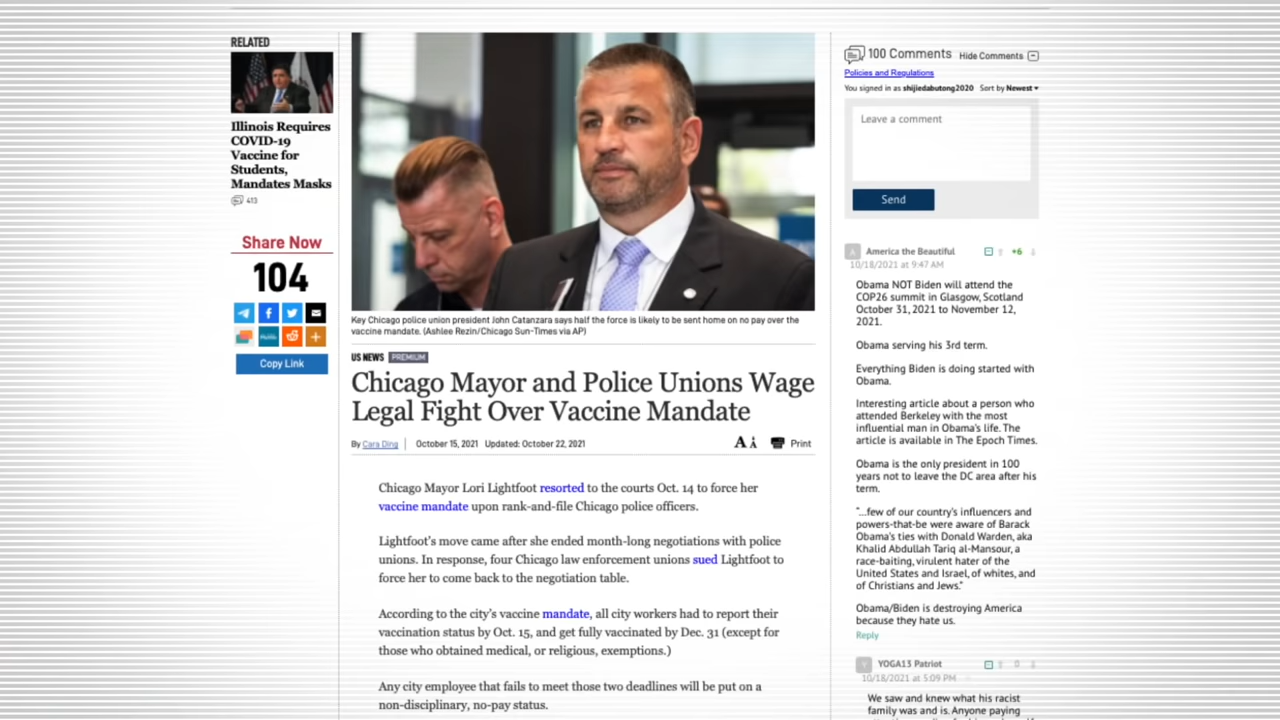 RELATED
Illinois Requires
COVID-19
Vaccine for
Students,
Mandates Masks
413
Share Now
104
Copy Link
Key Chicago police union president John Catanzara says half the force is likely to be sent home on no pay over the
vaccine mandate. (Ashlee Rezin/Chicago Sun-Times via AP)
US NEWS PREMIUM
Chicago Mayor and Police Unions Wage
Legal Fight Over Vaccine Mandate
By Cara Ding October 15, 2021 Updated: October 22, 2021
A A Print
Chicago Mayor Lori Lightfoot resorted to the courts Oct. 14 to force her
vaccine mandate upon rank-and-file Chicago police officers.
Lightfoot's move came after she ended month-long negotiations with police
unions. In response, four Chicago law enforcement unions sued Lightfoot to
force her to come back to the negotiation table.
According to the city's vaccine mandate, all city workers had to report their
vaccination status by Oct. 15, and get fully vaccinated by Dec. 31 (except for
those who obtained medical, or religious, exemptions.)
Any city employee that fails to meet those two deadlines will be put on a
non-disciplinary, no-pay status.
100 Comments Hide Comments
Policies and Regulations
You signed in as shijiedabutong2020 Sort by Newest
Leave a comment
Send
A America the Beautiful +6
10/18/2021 at 9:47 AM
Obama NOT Biden will attend the
COP26 summit in Glasgow, Scotland
October 31, 2021 to November 12,
2021.
Obama serving his 3rd term.
Everything Biden is doing started with
Obama.
Interesting article about a person who
attended Berkeley with the most
influential man in Obama's life. The
article is available in The Epoch Times.
Obama is the only president in 100
years not to leave the DC area after his
term.
"...few of our country's influencers and
powers-that-be were aware of Barack
Obama's ties with Donald Warden, aka
Khalid Abdullah Tariq al-Mansour, a
race-baiting, virulent hater of the
United States and Israel, of whites, and
of Christians and Jews."
Obama/Biden is destroying America
because they hate us.
Reply
Y YOGA13 Patriot 0
10/18/2021 at 5:09 PM
We saw and knew what his racist
family was and is. Anyone paying